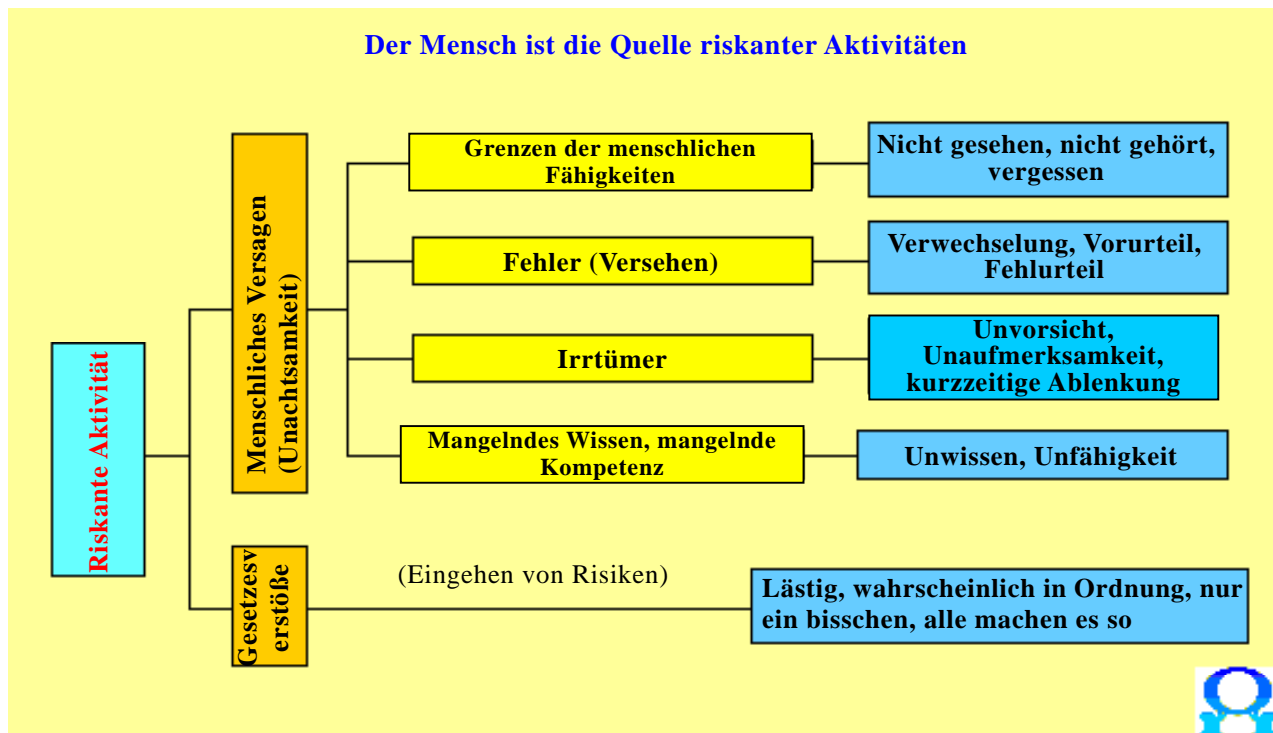 Der Mensch ist die Quelle riskanter Aktivitäten
Riskante Aktivität
Menschliches Versagen
(Unachtsamkeit)
Grenzen der menschlichen
Fähigkeiten
Nicht gesehen, nicht gehört,
vergessen
Fehler (Versehen)
Verwechselung, Vorurteil,
Fehlurteil
Irrtümer
Unvorsicht,
Unaufmerksamkeit,
kurzzeitige Ablenkung
Mangelndes Wissen, mangelnde
Kompetenz
Unwissen, Unfähigkeit
Gesetzesv
erstöße
(Eingehen von Risiken)
Lästig, wahrscheinlich in Ordnung, nur
ein bisschen, alle machen es so